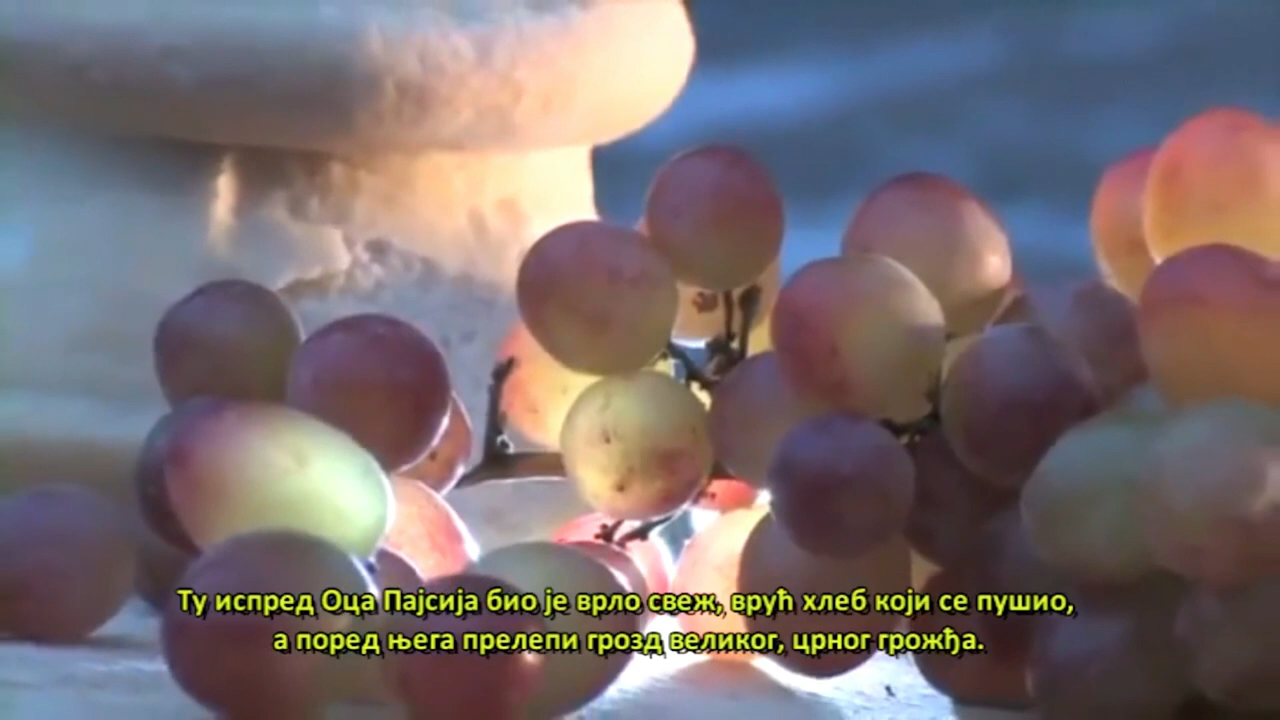 Ту испред Оца Пајсија био је врло свеж, врућ хлеб који се пушио,
а поред њега прелепи грозд великог, црног грожђа.